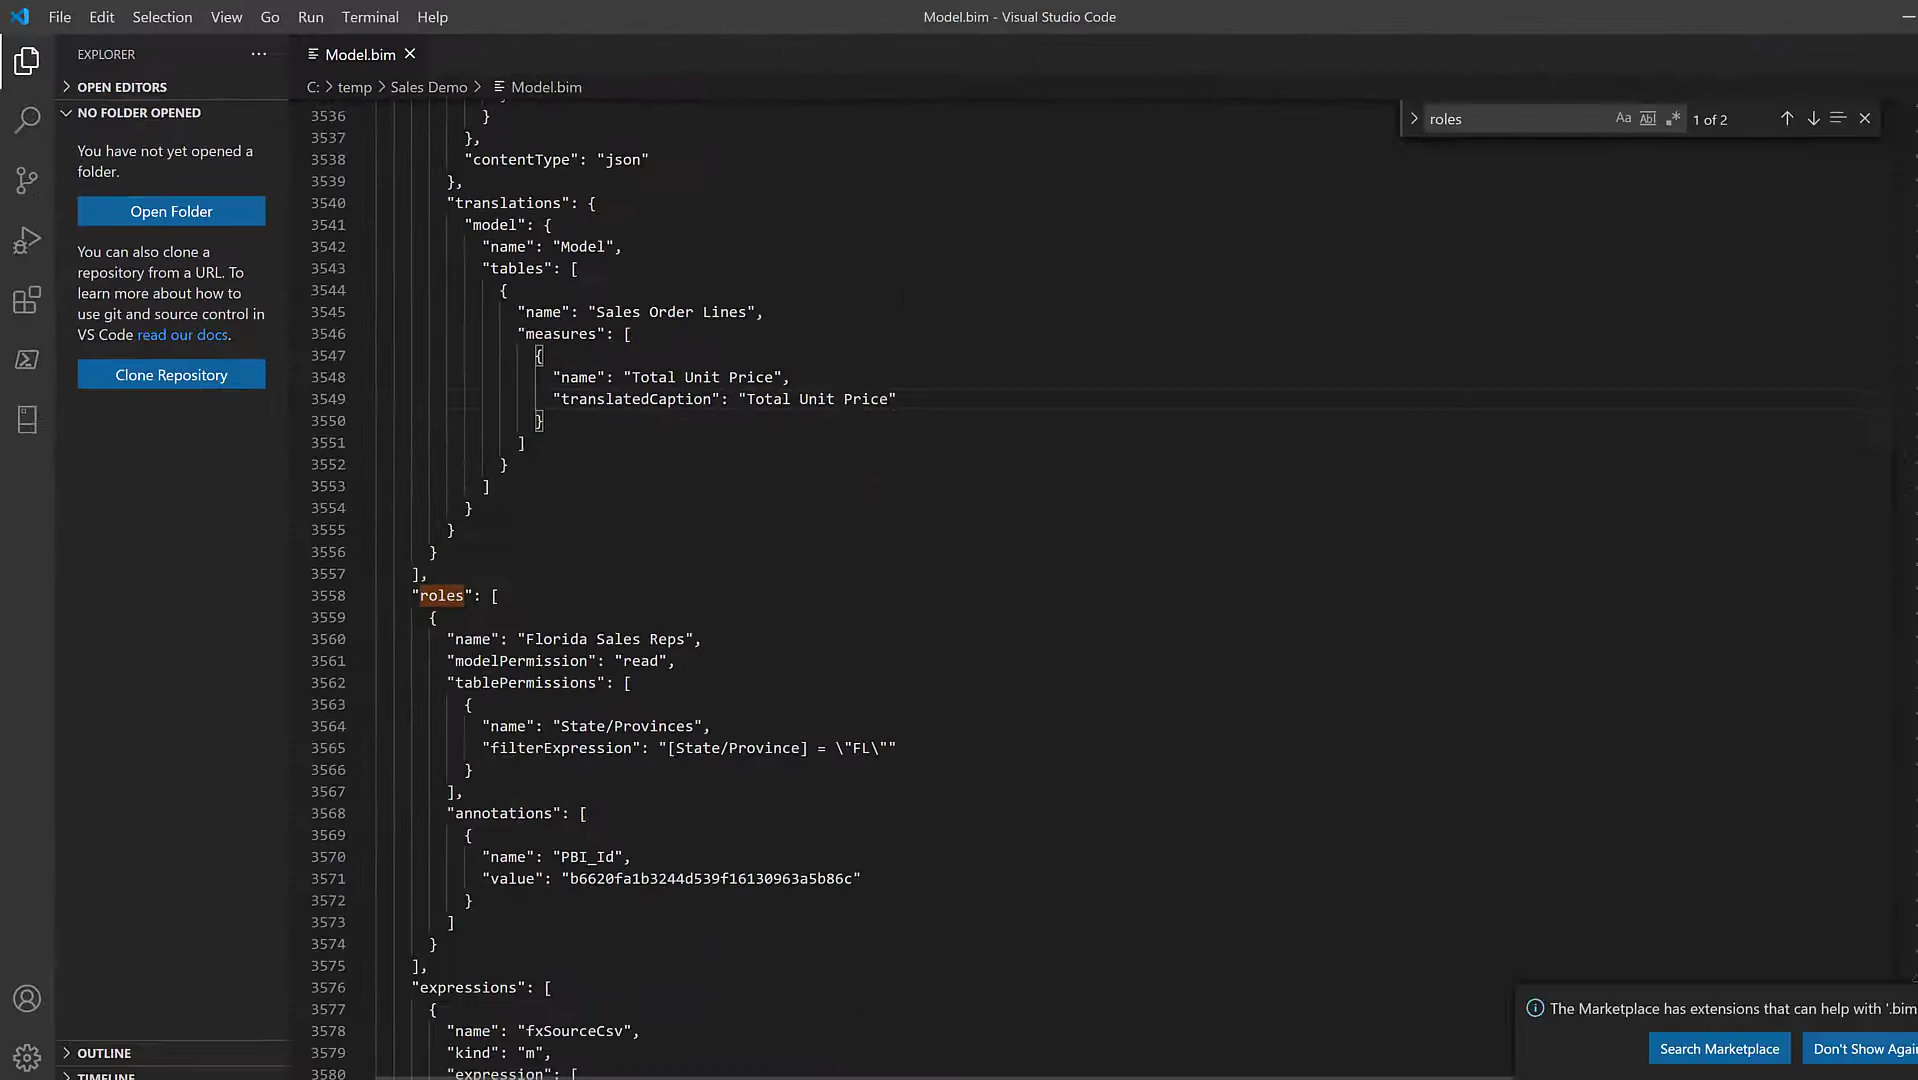 File Edit Selection View Go Run Terminal Help
Model.bim - Visual Studio Code
EXPLORER
OPEN EDITORS
NO FOLDER OPENED
You have not yet opened a
folder.
Open Folder
You can also clone a
repository from a URL. To
learn more about how to
use git and source control in
VS Code read our docs.
Clone Repository
OUTLINE
TIMELINE
Model.bim
C: > temp > Sales Demo > Model.bim
roles
Aa
1 of 2
3536 }
3537 },
3538 "contentType": "json"
3539 },
3540 "translations": {
3541 "model": {
3542 "name": "Model",
3543 "tables": [
3544 {
3545 "name": "Sales Order Lines",
3546 "measures": [
3547 {
3548 "name": "Total Unit Price",
3549 "translatedCaption": "Total Unit Price"
3550 }
3551 ]
3552 }
3553 ]
3554 }
3555 }
3556 }
3557 ],
3558 "roles": [
3559 {
3560 "name": "Florida Sales Reps",
3561 "modelPermission": "read",
3562 "tablePermissions": [
3563 {
3564 "name": "State/Provinces",
3565 "filterExpression": "[State/Province] = \"FL\""
3566 }
3567 ],
3568 "annotations": [
3569 {
3570 "name": "PBI_Id",
3571 "value": "b6620fa1b3244d539f16130963a5b86c"
3572 }
3573 ]
3574 }
3575 ],
3576 "expressions": [
3577 {
3578 "name": "fxSourceCsv",
3579 "kind": "m",
3580 "expression": [
The Marketplace has extensions that can help with '.bim
Search Marketplace
Don't Show Again